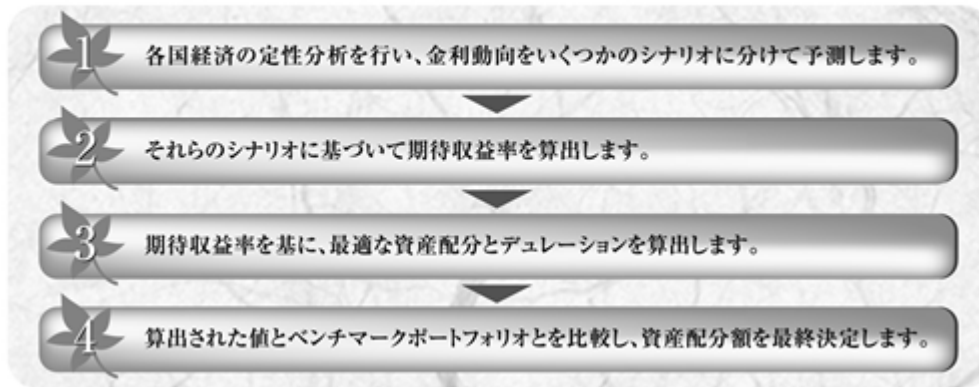 1 各国経済の定性分析を行い、金利動向をいくつかのシナリオに分けて予測します。
2 それらのシナリオに基づいて期待収益率を算出します。
3 期待収益率を基に、最適な資産配分とデュレーションを算出します。
4 算出された値とベンチマークポートフォリオとを比較し、資産配分額を最終決定します。